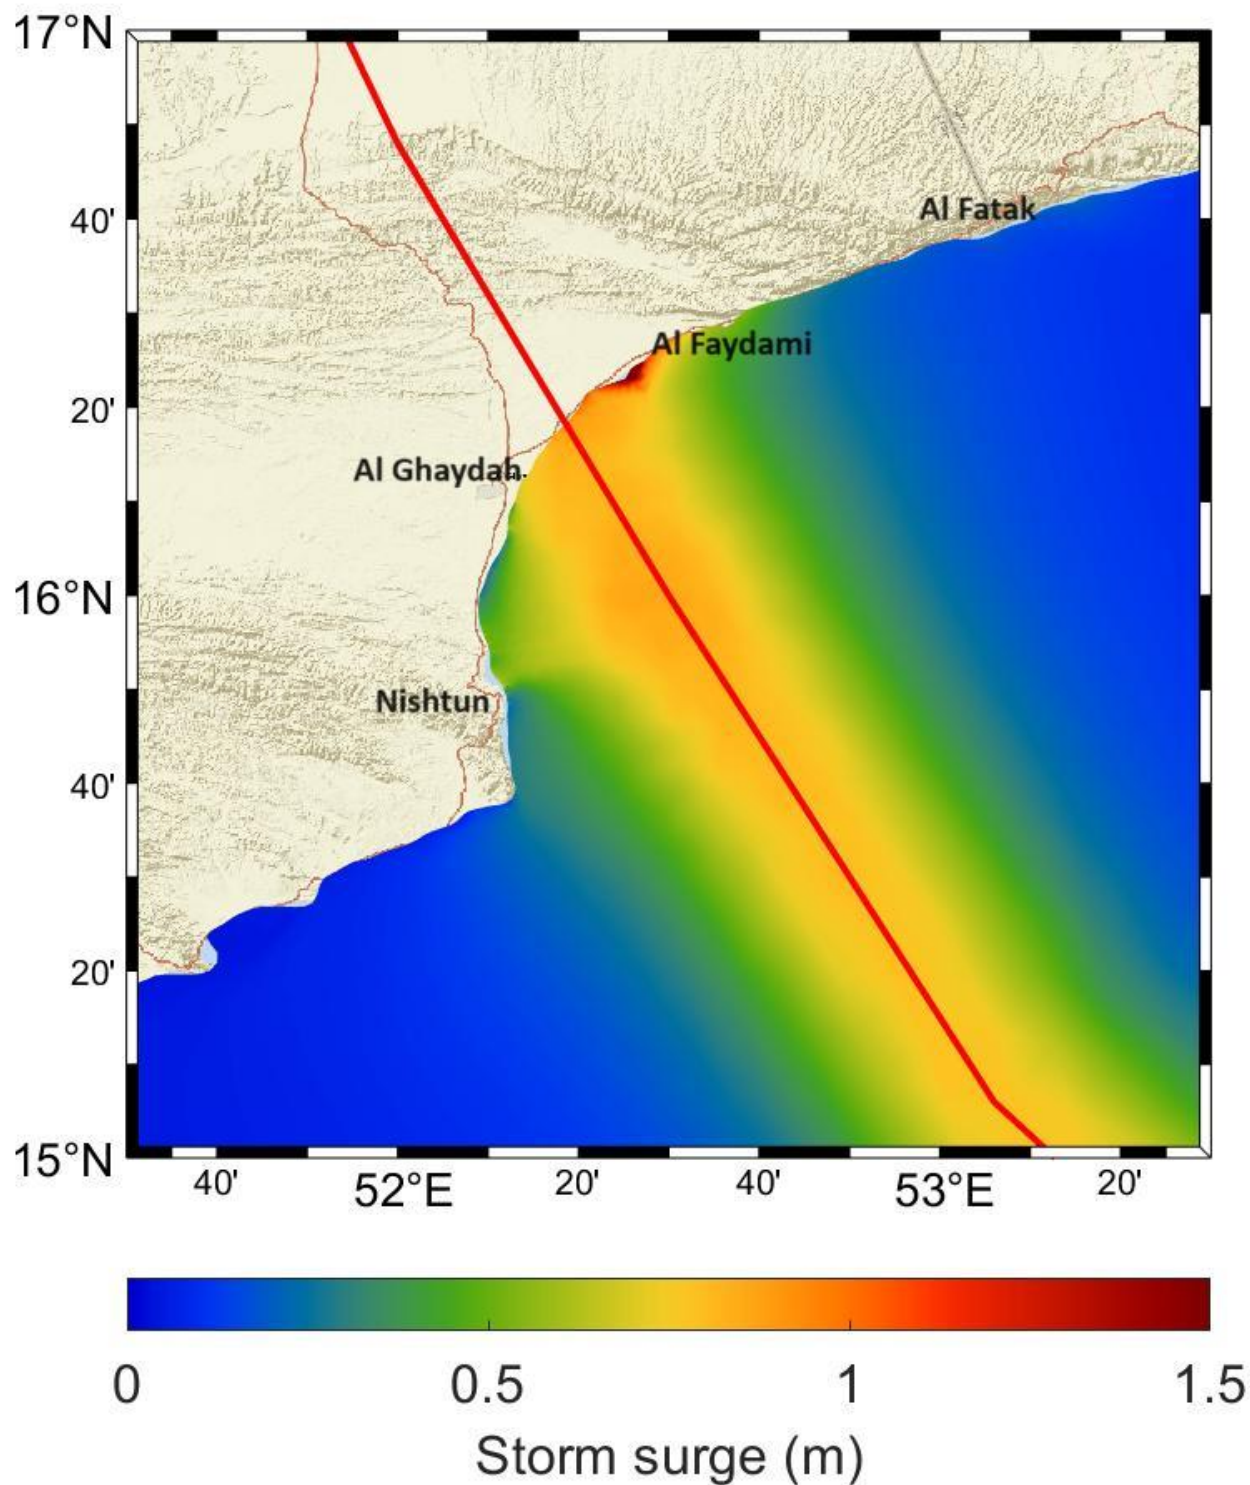 17°N
Al Fatak
40'
Al Faydami
20'
Al Ghaydah
16°N
Nishtun
40'
20'
15°N
40'
52°E
20'
40'
53°E
20'
0
0.5
1
1.5
Storm surge (m)